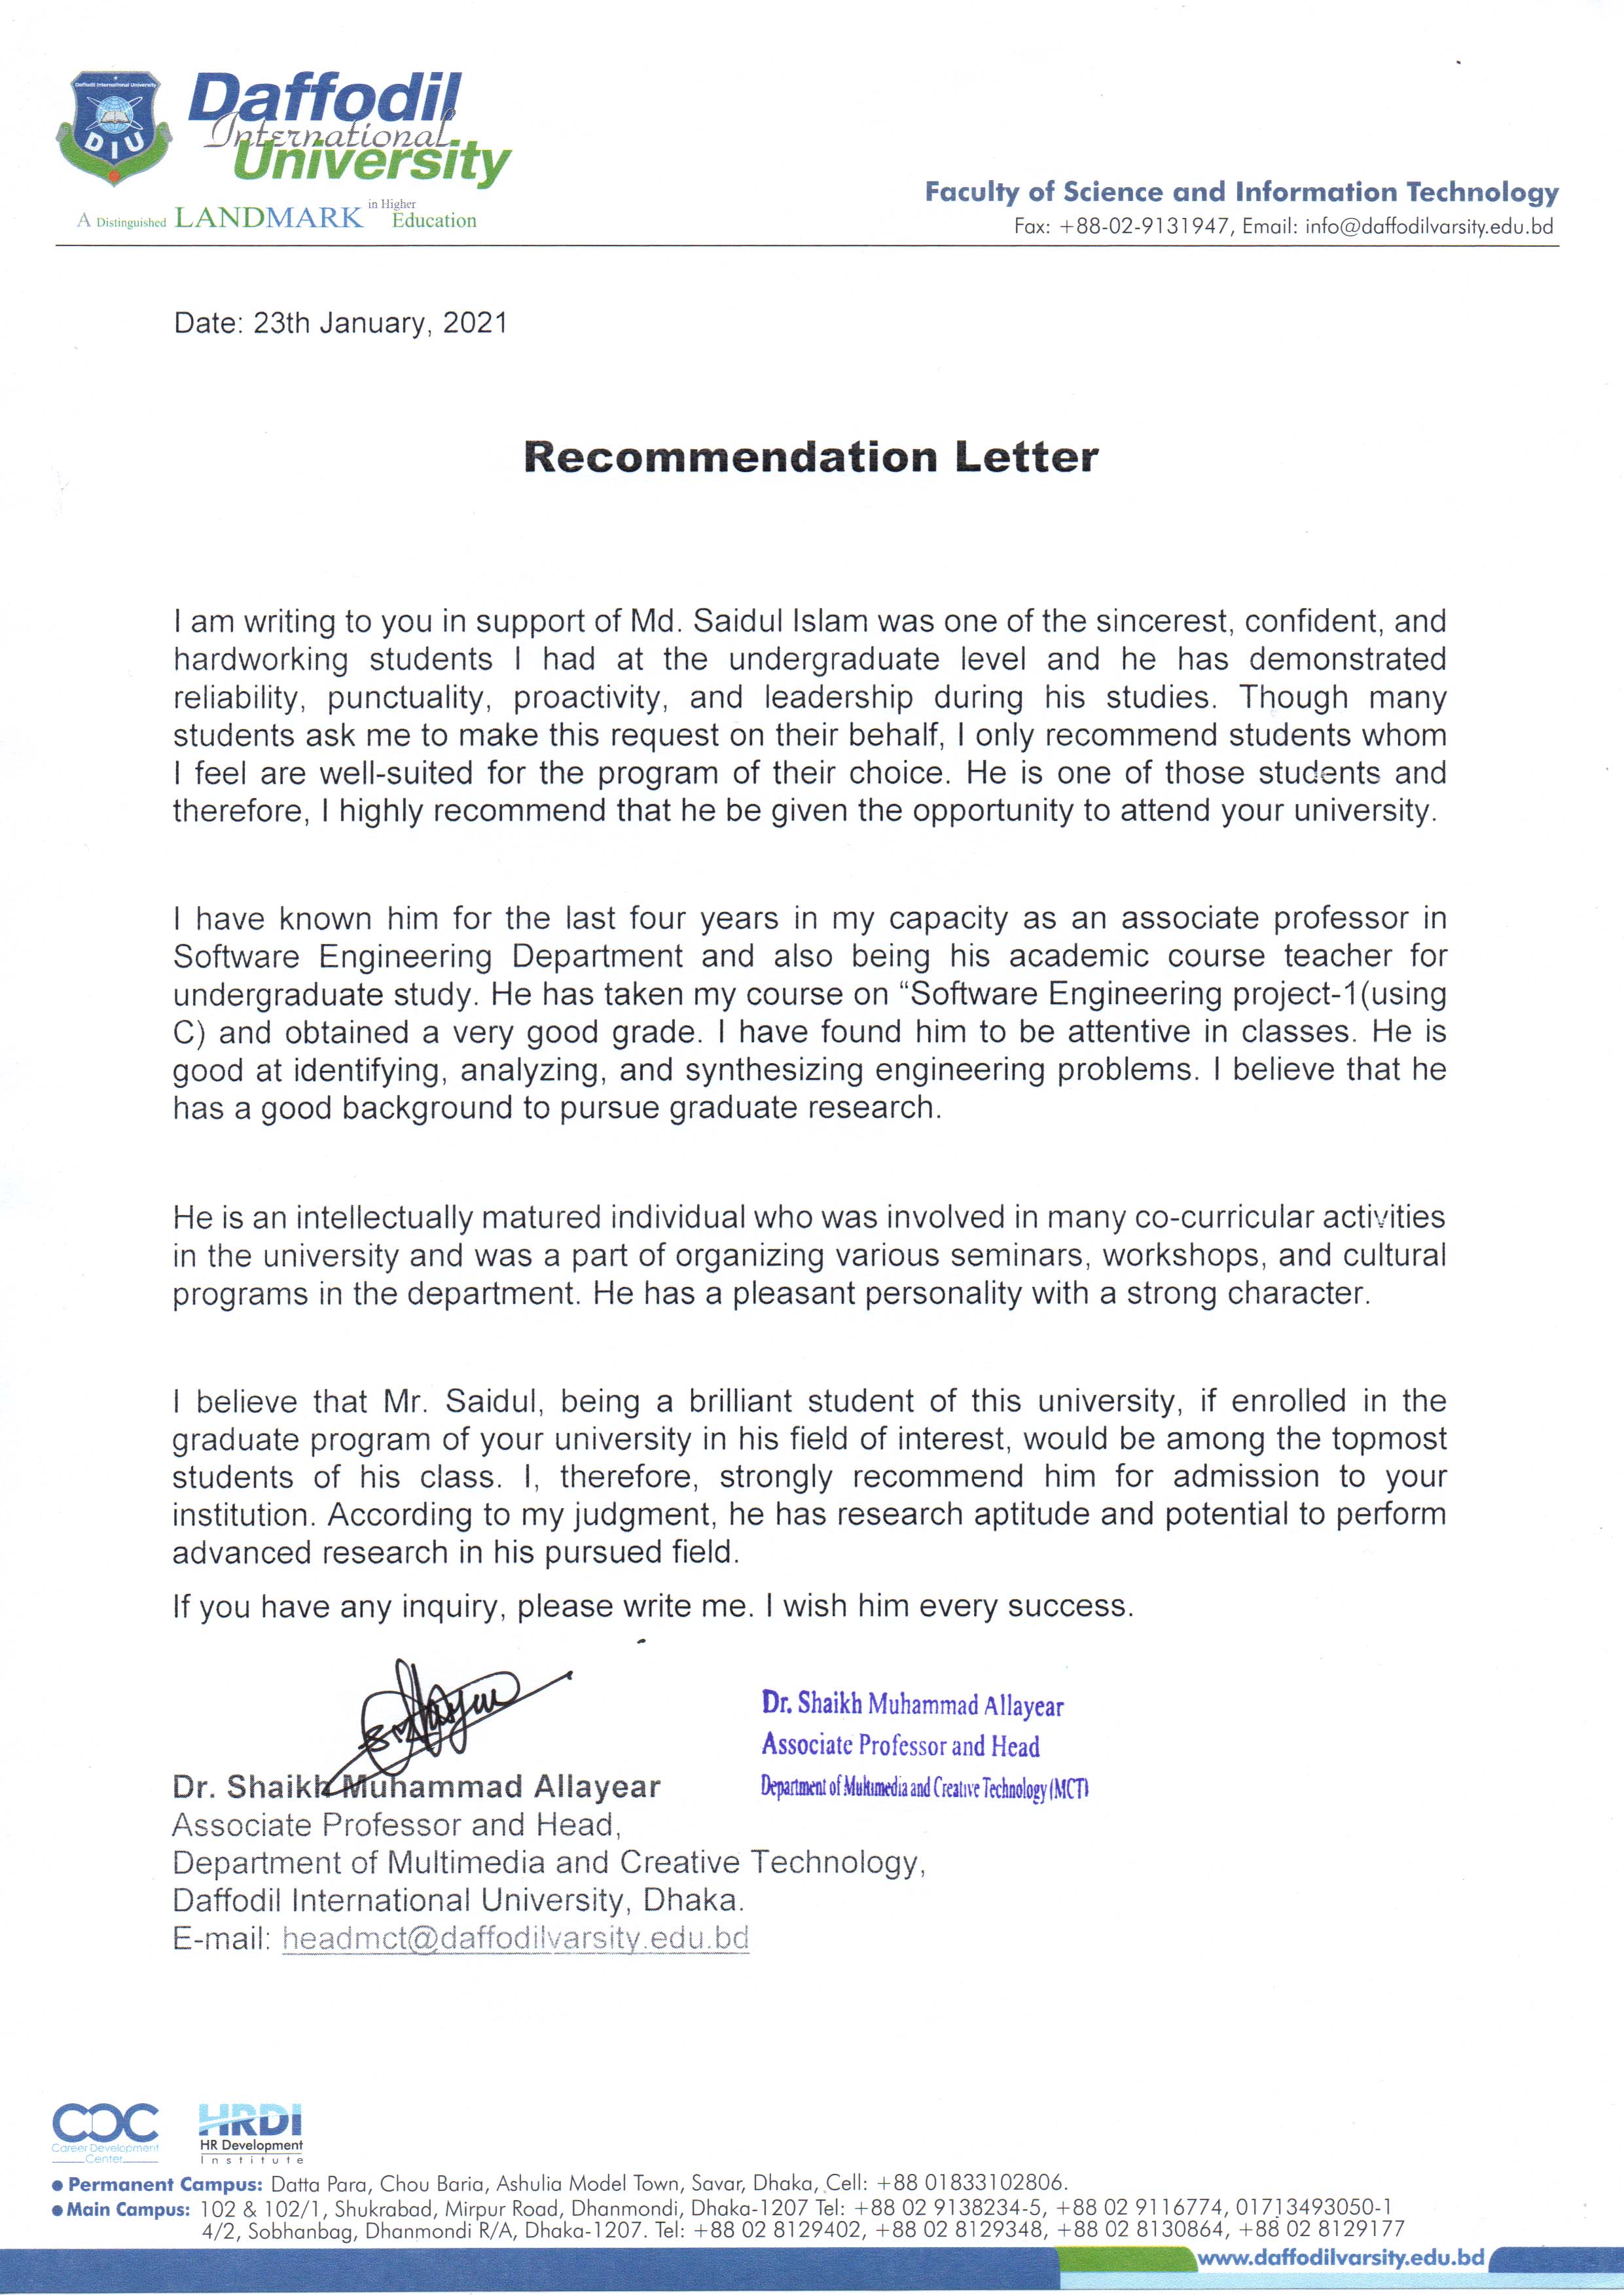 Daffodil International University
DIU
Daffodil
International
University
A Distinguished LANDMARK in Higher Education
Faculty of Science and Information Technology
Fax: +88-02-9131947, Email: info@daffodilvarsity.edu.bd
Date: 23th January, 2021
Recommendation Letter
I am writing to you in support of Md. Saidul Islam was one of the sincerest, confident, and
hardworking students I had at the undergraduate level and he has demonstrated
reliability, punctuality, proactivity, and leadership during his studies. Though many
students ask me to make this request on their behalf, I only recommend students whom
I feel are well-suited for the program of their choice. He is one of those students and
therefore, I highly recommend that he be given the opportunity to attend your university.
I have known him for the last four years in my capacity as an associate professor in
Software Engineering Department and also being his academic course teacher for
undergraduate study. He has taken my course on “Software Engineering project-1(using
C) and obtained a very good grade. I have found him to be attentive in classes. He is
good at identifying, analyzing, and synthesizing engineering problems. I believe that he
has a good background to pursue graduate research.
He is an intellectually matured individual who was involved in many co-curricular activities
in the university and was a part of organizing various seminars, workshops, and cultural
programs in the department. He has a pleasant personality with a strong character.
I believe that Mr. Saidul, being a brilliant student of this university, if enrolled in the
graduate program of your university in his field of interest, would be among the topmost
students of his class. I, therefore, strongly recommend him for admission to your
institution. According to my judgment, he has research aptitude and potential to perform
advanced research in his pursued field.
If you have any inquiry, please write me. I wish him every success.
Dr. Shaikh Muhammad Allayear
Associate Professor and Head
Department of Multimedia and Creative Technology (MCT)
Dr. Shaikh Muhammad Allayear
Associate Professor and Head,
Department of Multimedia and Creative Technology,
Daffodil International University, Dhaka.
E-mail: headmct@daffodilvarsity.edu.bd
CDC
Career Development
Center
HRDI
HR Development
Institute
● Permanent Campus: Datta Para, Chou Baria, Ashulia Model Town, Savar, Dhaka, Cell: +88 01833102806.
● Main Campus: 102 & 102/1, Shukrabad, Mirpur Road, Dhanmondi, Dhaka-1207 Tel: +88 02 9138234-5, +88 02 9116774, 01713493050-1
4/2, Sobhanbag, Dhanmondi R/A, Dhaka-1207. Tel: +88 02 8129402, +88 02 8129348, +88 02 8130864, +88 02 8129177
www.daffodilvarsity.edu.bd